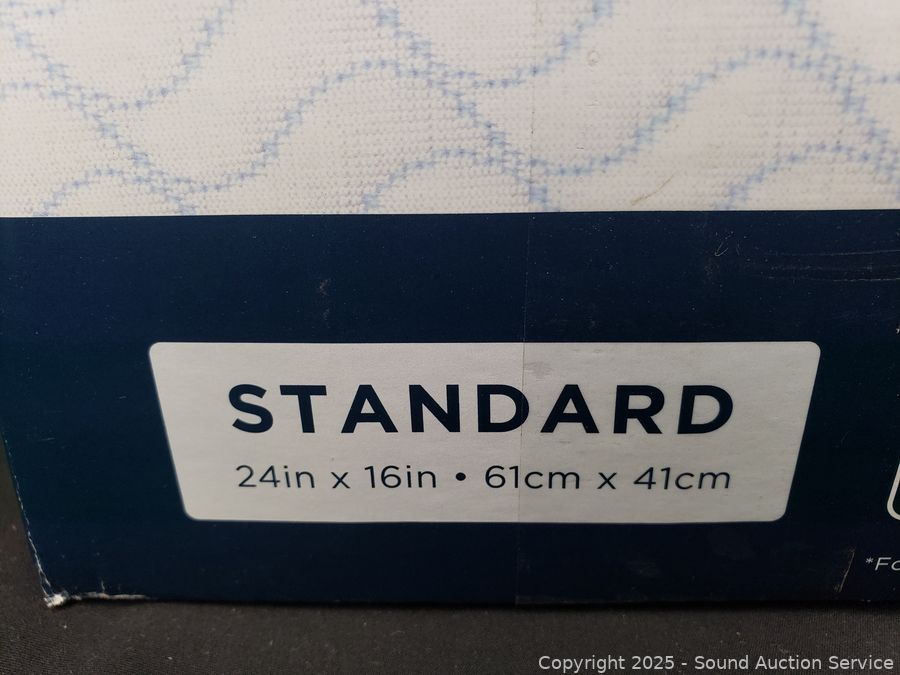 STANDARD
24in x 16in • 61cm x 41cm
Copyright 2025 - Sound Auction Service